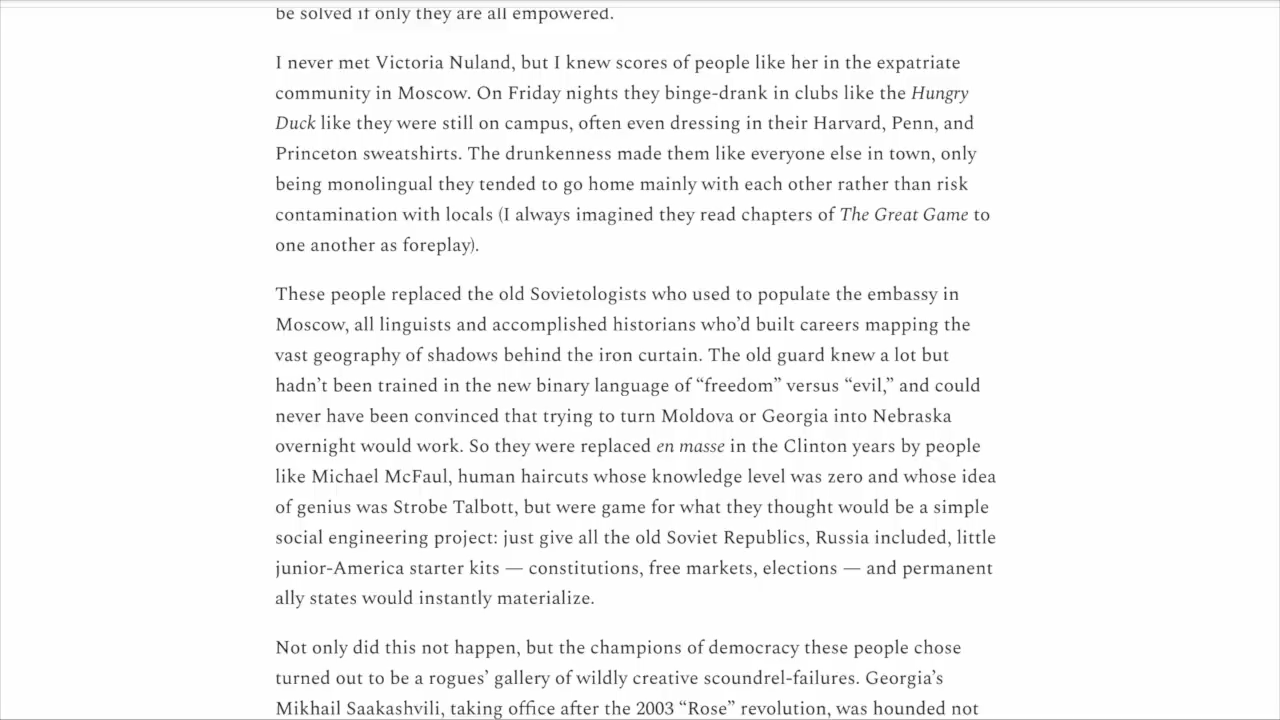 be solved if only they are all empowered.
I never met Victoria Nuland, but I knew scores of people like her in the expatriate
community in Moscow. On Friday nights they binge-drank in clubs like the Hungry
Duck like they were still on campus, often even dressing in their Harvard, Penn, and
Princeton sweatshirts. The drunkenness made them like everyone else in town, only
being monolingual they tended to go home mainly with each other rather than risk
contamination with locals (I always imagined they read chapters of The Great Game to
one another as foreplay).
These people replaced the old Sovietologists who used to populate the embassy in
Moscow, all linguists and accomplished historians who’d built careers mapping the
vast geography of shadows behind the iron curtain. The old guard knew a lot but
hadn’t been trained in the new binary language of “freedom” versus “evil,” and could
never have been convinced that trying to turn Moldova or Georgia into Nebraska
overnight would work. So they were replaced en masse in the Clinton years by people
like Michael McFaul, human haircuts whose knowledge level was zero and whose idea
of genius was Strobe Talbott, but were game for what they thought would be a simple
social engineering project: just give all the old Soviet Republics, Russia included, little
junior-America starter kits — constitutions, free markets, elections — and permanent
ally states would instantly materialize.
Not only did this not happen, but the champions of democracy these people chose
turned out to be a rogues’ gallery of wildly creative scoundrel-failures. Georgia’s
Mikhail Saakashvili, taking office after the 2003 “Rose” revolution, was hounded not